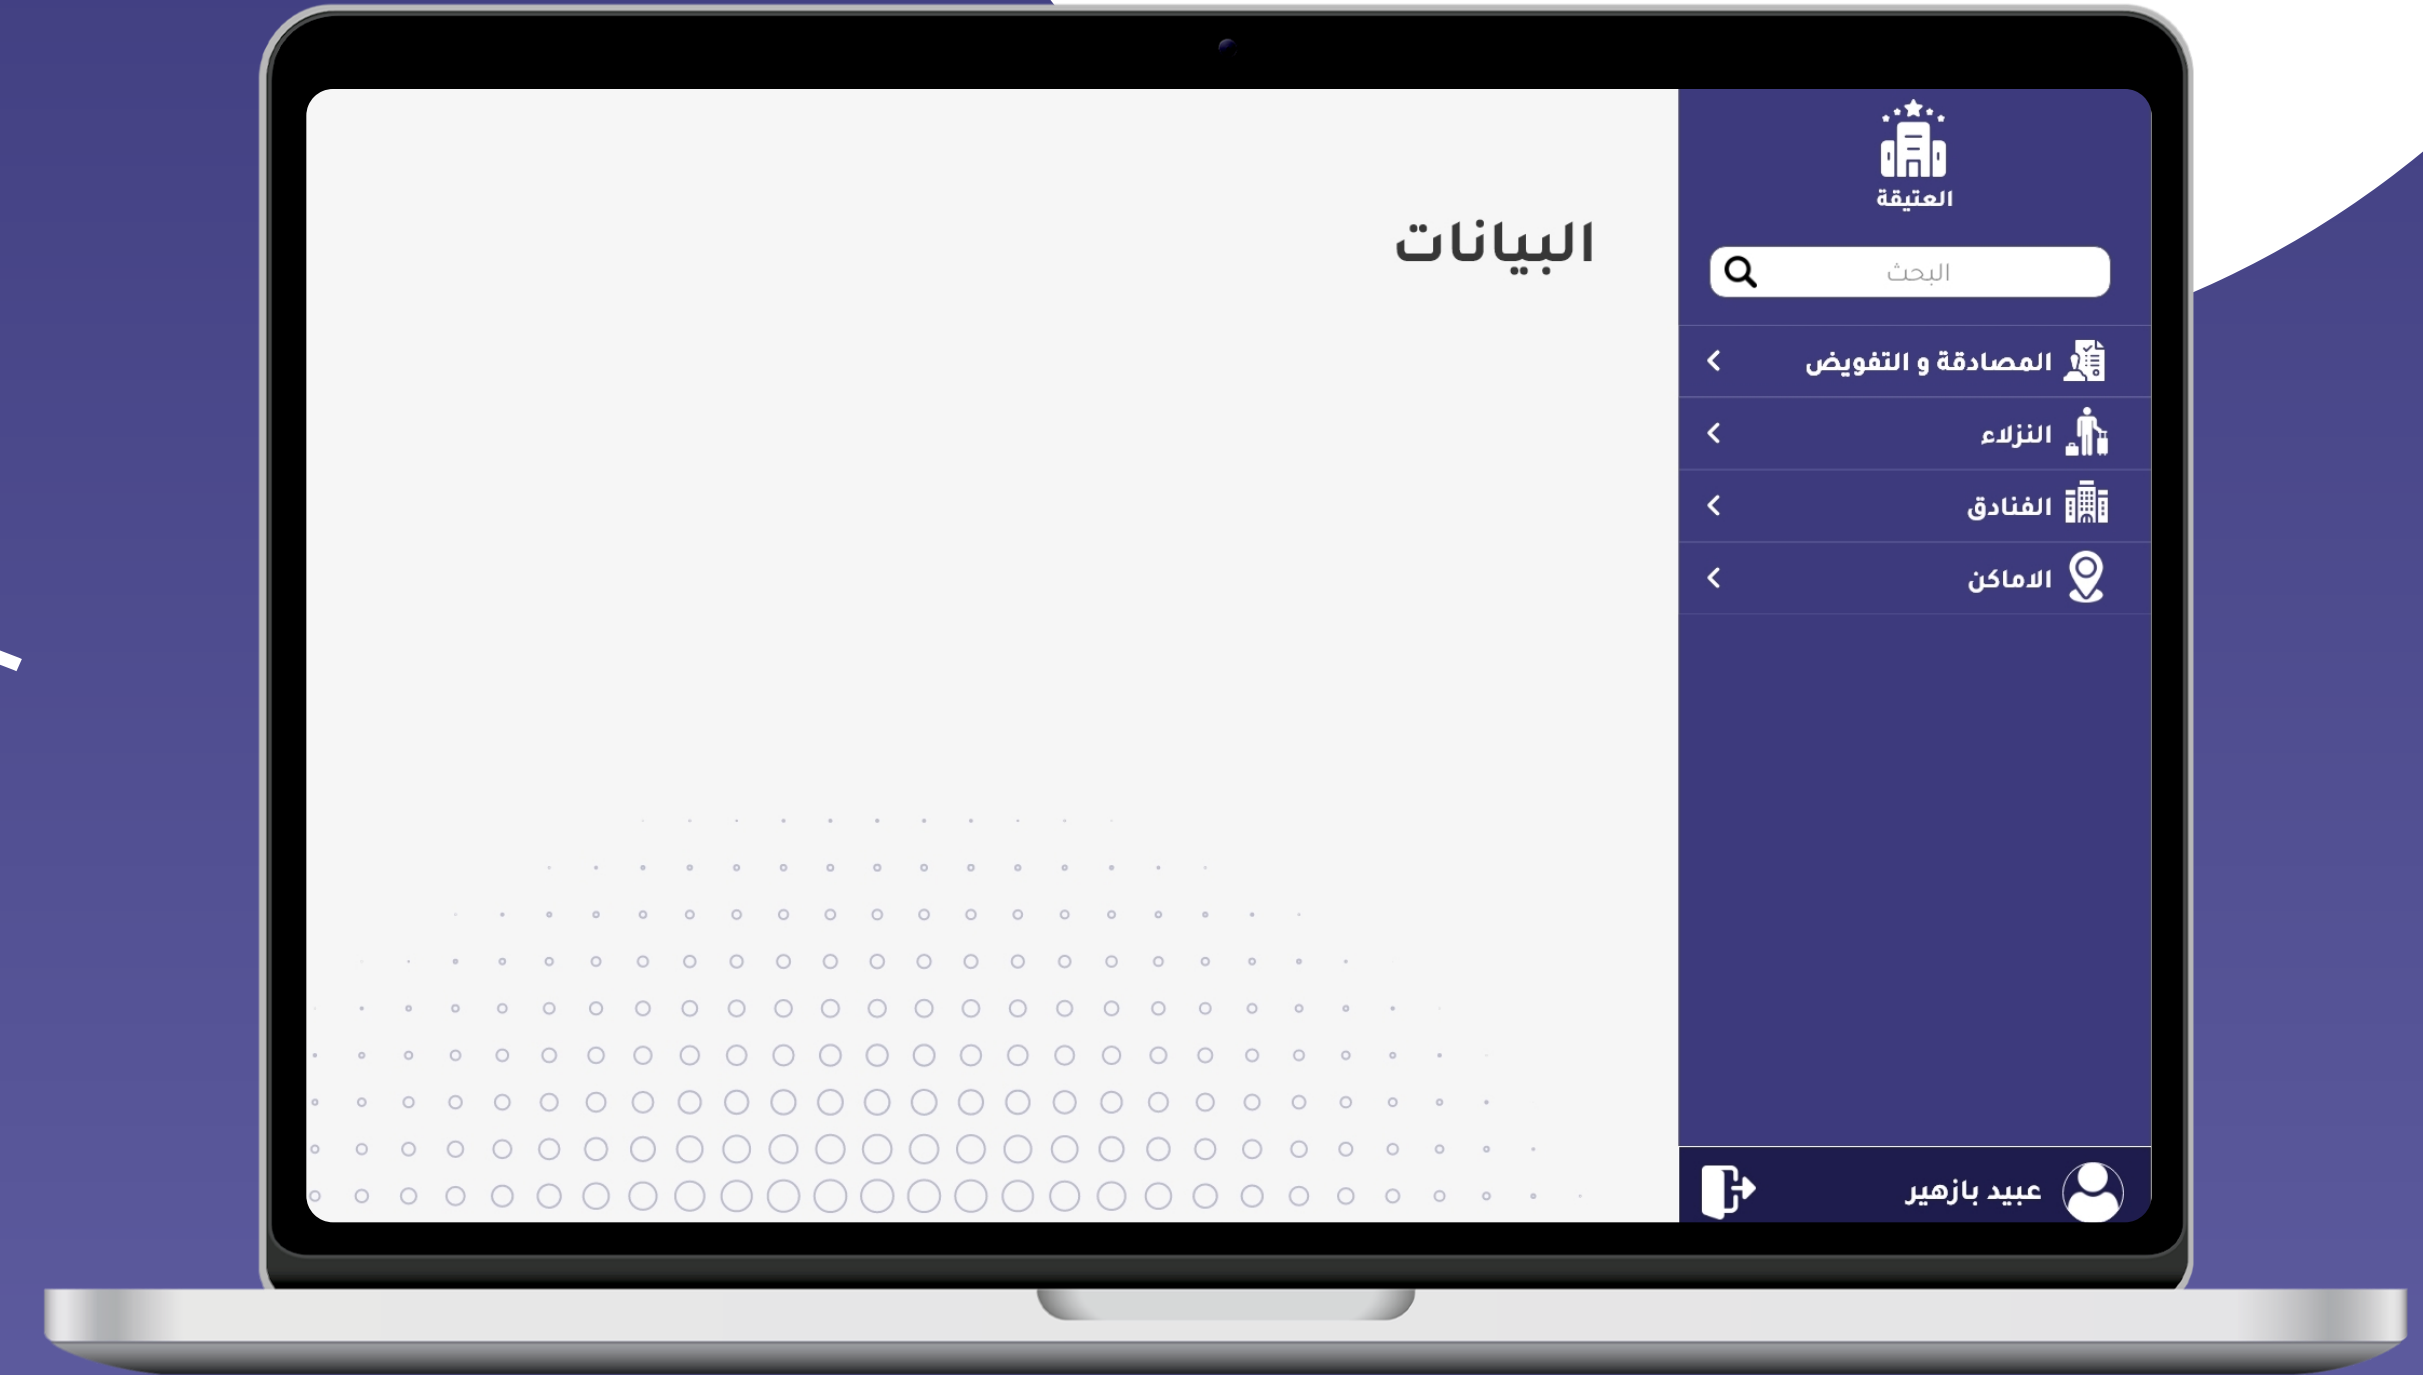 العتيقة
البحث
المصادقة و التفويض
النزلاء
الفنادق
الاماكن
عبيد بازهير
البيانات